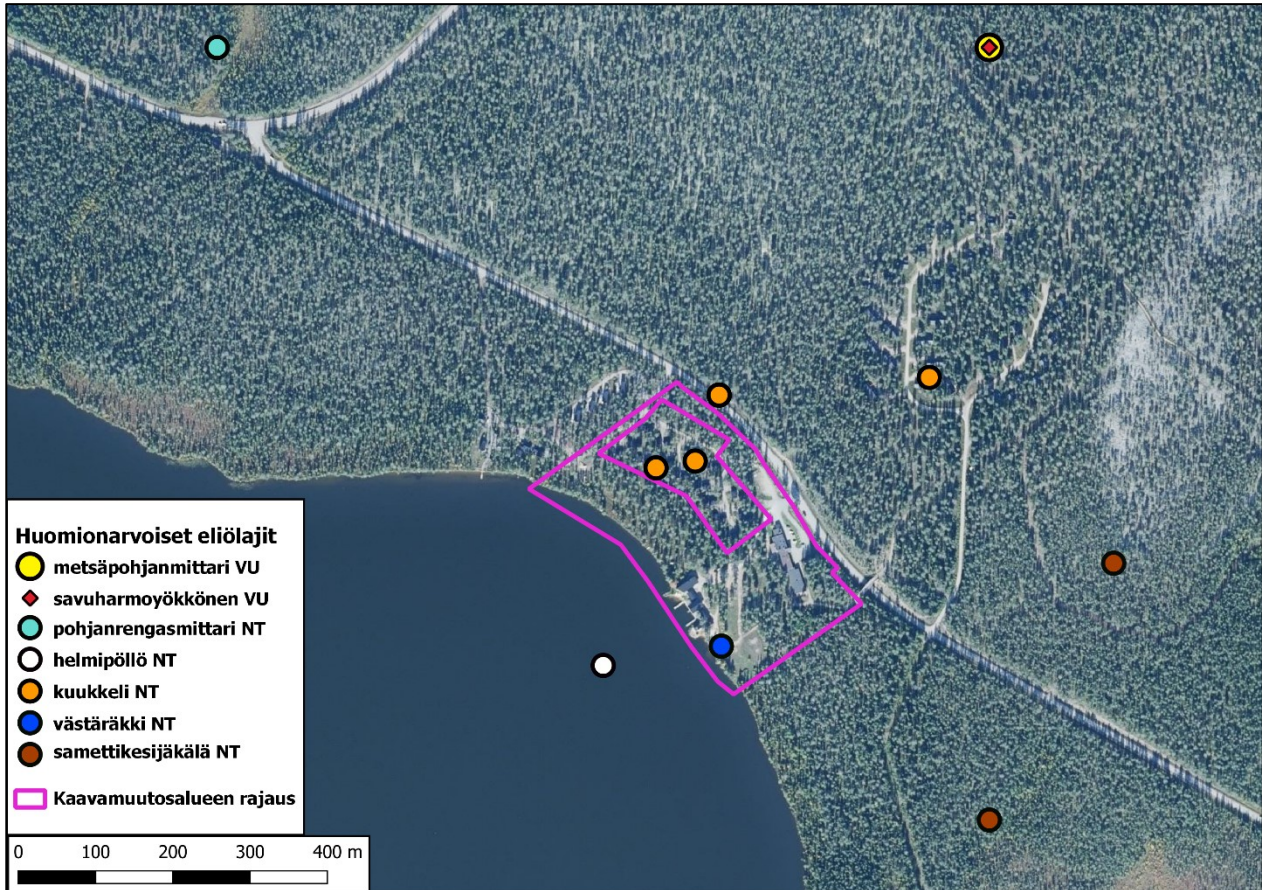 Huomionarvoiset eliölajit
metsäpohjanmittari VU
savuharmoyökkönen VU
pohjanrengasmittari NT
helmipöllö NT
kuukkeli NT
västäräkki NT
samettikesijäkälä NT
Kaavamuutosalueen rajaus
0 100 200 300 400 m